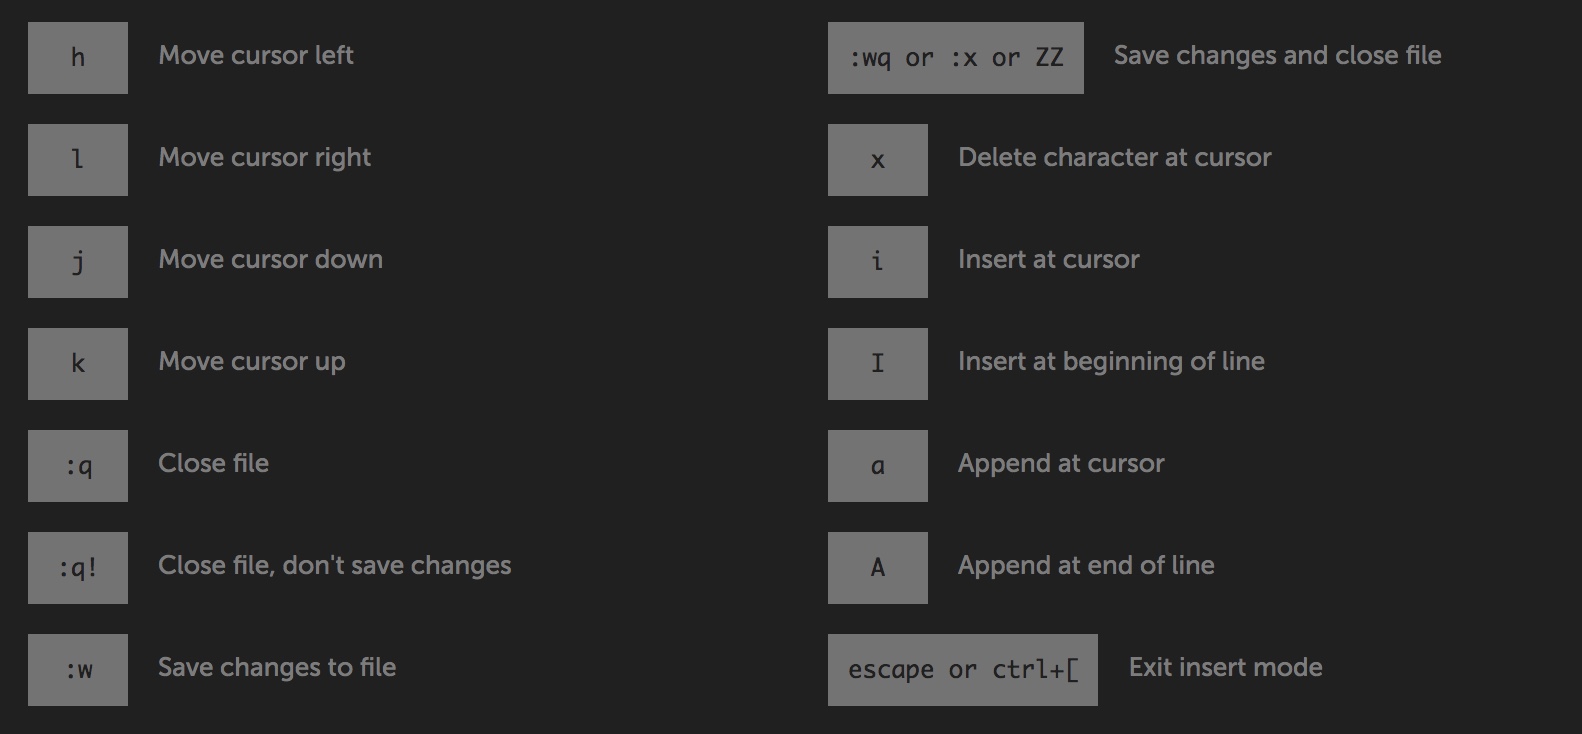 h Move cursor left
l Move cursor right
j Move cursor down
k Move cursor up
:q Close file
:q! Close file, don't save changes
:w Save changes to file
:wq or :x or ZZ Save changes and close file
x Delete character at cursor
i Insert at cursor
I Insert at beginning of line
a Append at cursor
A Append at end of line
escape or ctrl+[ Exit insert mode